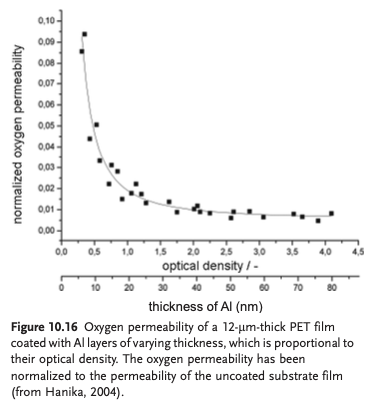 normalized oxygen permeability
0,10
0,09
0,08
0,07
0,06
0,05
0,04
0,03
0,02
0,01
0,00
0,0 0,5 1,0 1,5 2,0 2,5 3,0 3,5 4,0 4,5
optical density / -
0 10 20 30 40 50 60 70 80
thickness of Al (nm)
Figure 10.16 Oxygen permeability of a 12-μm-thick PET film
coated with Al layers of varying thickness, which is proportional to
their optical density. The oxygen permeability has been
normalized to the permeability of the uncoated substrate film
(from Hanika, 2004).